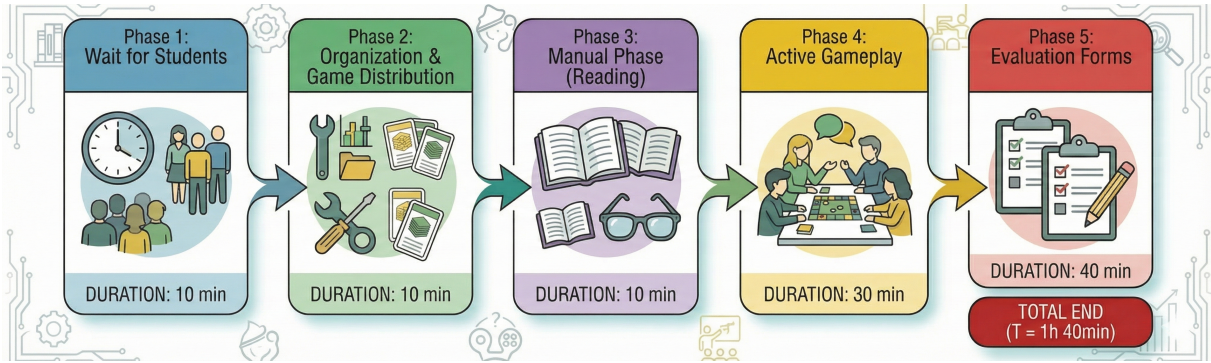 Phase 1:
Wait for Students
DURATION: 10 min
Phase 2:
Organization &
Game Distribution
DURATION: 10 min
Phase 3:
Manual Phase
(Reading)
DURATION: 10 min
Phase 4:
Active Gameplay
DURATION: 30 min
Phase 5:
Evaluation Forms
DURATION: 40 min
TOTAL END
(T = 1h 40min)